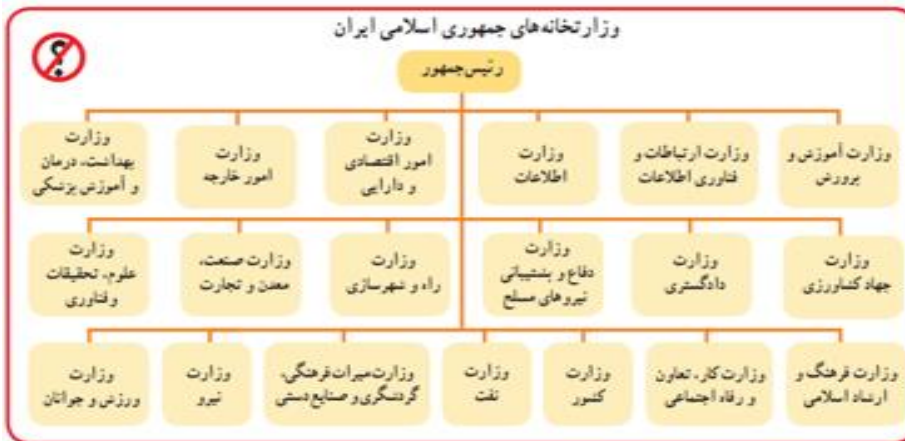 وزارتخانه‌های جمهوری اسلامی ایران
؟
رئیس‌جمهور
وزارت آموزش و
پرورش
وزارت ارتباطات و
فناوری اطلاعات
وزارت
اطلاعات
وزارت
امور اقتصادی
و دارایی
وزارت
امور خارجه
وزارت
بهداشت، درمان
و آموزش پزشکی
وزارت
جهاد کشاورزی
وزارت
دادگستری
وزارت
دفاع و پشتیبانی
نیروهای مسلح
وزارت
راه و شهرسازی
وزارت صنعت،
معدن و تجارت
وزارت
علوم، تحقیقات
و فناوری
وزارت فرهنگ و
ارشاد اسلامی
وزارت کار، تعاون
و رفاه اجتماعی
وزارت
کشور
وزارت
نفت
وزارت میراث فرهنگی،
گردشگری و صنایع دستی
وزارت
نیرو
وزارت
ورزش و جوانان